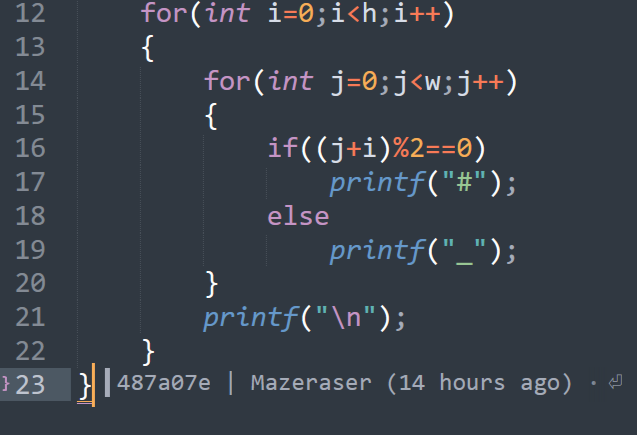 12 for(int i=0;i<h;i++)
13 {
14 for(int j=0;j<w;j++)
15 {
16 if((j+i)%2==0)
17 printf("#");
18 else
19 printf("_");
20 }
21 printf("\n");
22 }
} 23 } 487a07e | Mazeraser (14 hours ago) · ⏎